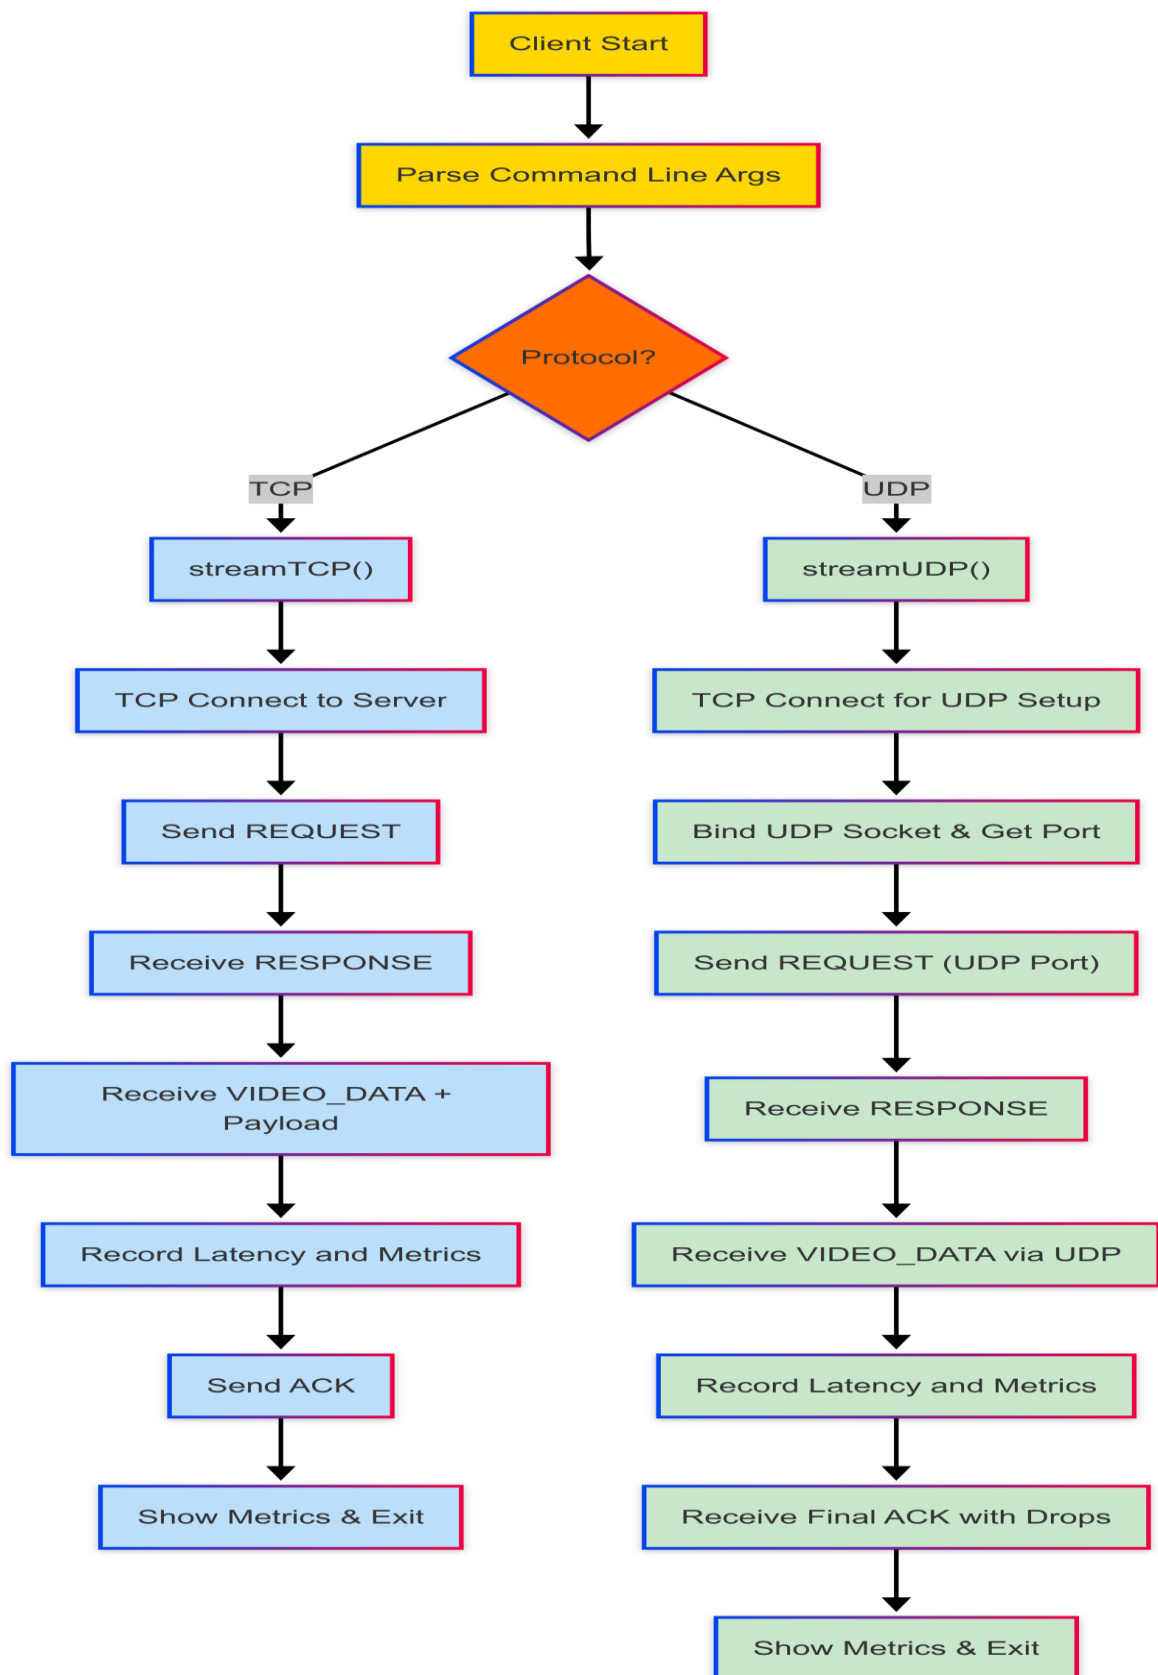 Client Start
Parse Command Line Args
Protocol?
TCP
streamTCP()
TCP Connect to Server
Send REQUEST
Receive RESPONSE
Receive VIDEO_DATA +
Payload
Record Latency and Metrics
Send ACK
Show Metrics & Exit
UDP
streamUDP()
TCP Connect for UDP Setup
Bind UDP Socket & Get Port
Send REQUEST (UDP Port)
Receive RESPONSE
Receive VIDEO_DATA via UDP
Record Latency and Metrics
Receive Final ACK with Drops
Show Metrics & Exit